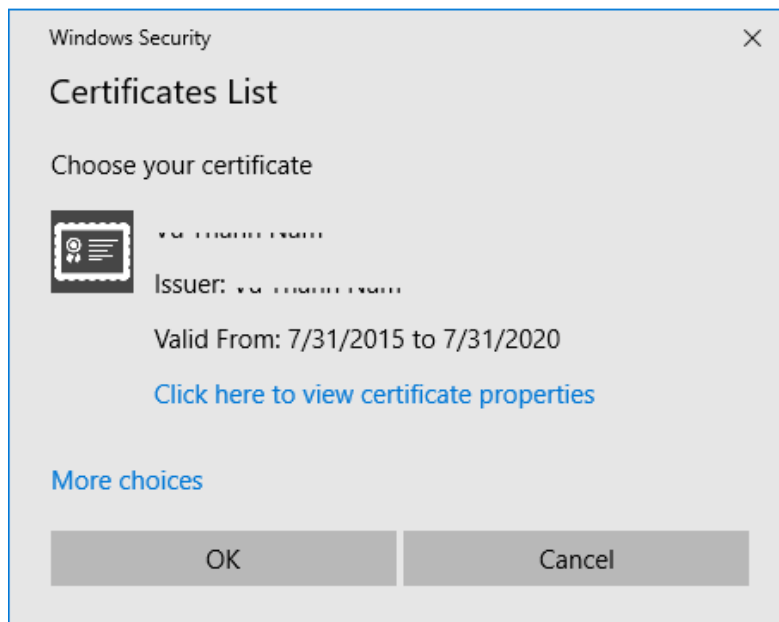 Windows Security
Certificates List
Choose your certificate
Issuer:
Valid From: 7/31/2015 to 7/31/2020
Click here to view certificate properties
More choices
OK
Cancel